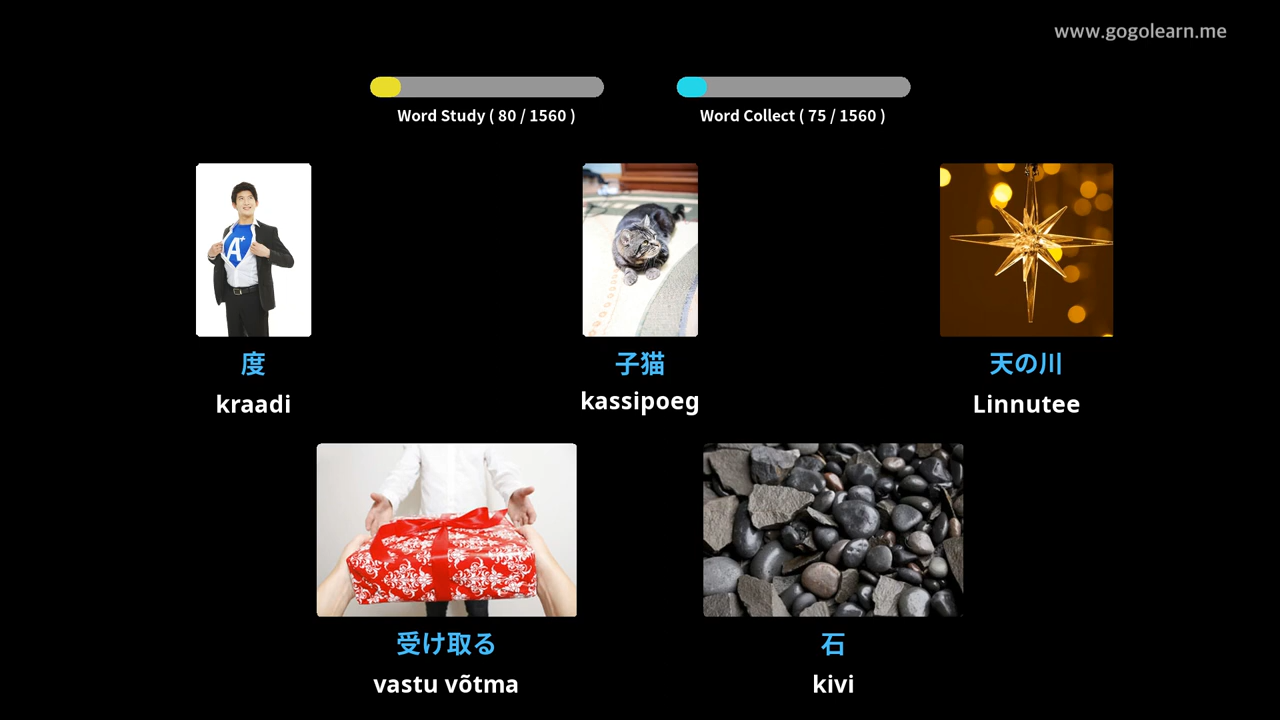 www.gogolearn.me
Word Study ( 80 / 1560 )
Word Collect ( 75 / 1560 )
A+
度
kraadi
子猫
kassipoeg
天の川
Linnutee
受け取る
vastu võtma
石
kivi